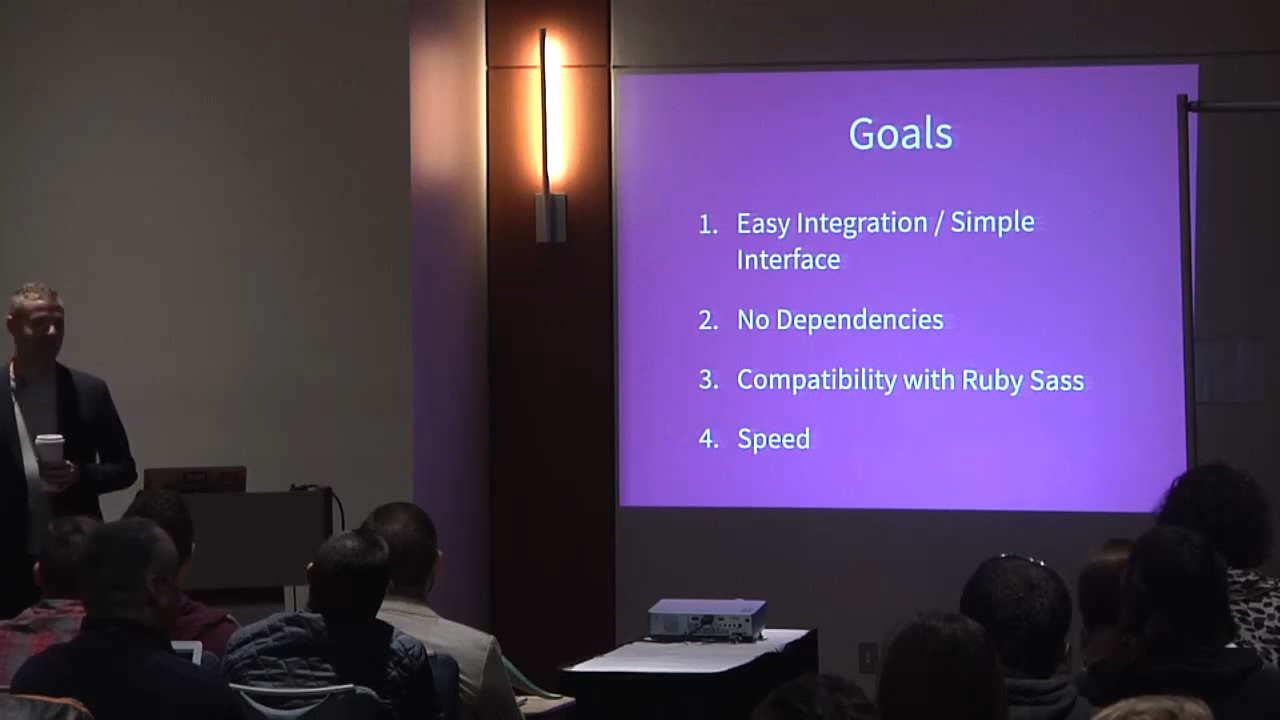 Goals
1. Easy Integration / Simple
Interface
2. No Dependencies
3. Compatibility with Ruby Sass
4. Speed